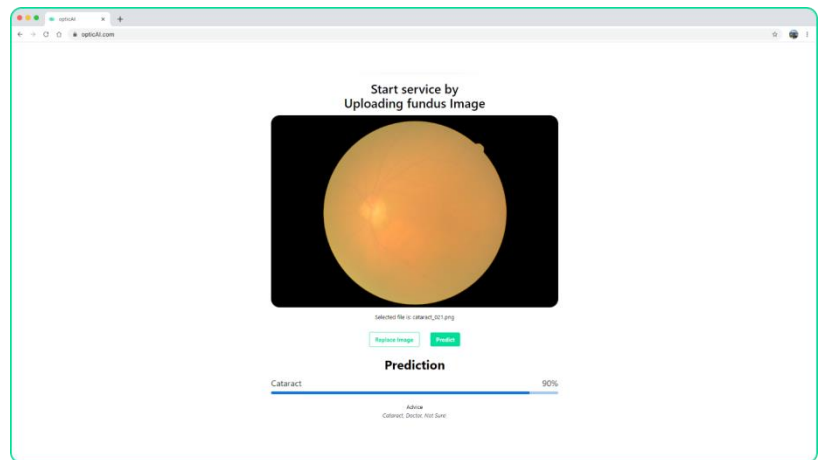 opticAI
opticAI.com
Start service by
Uploading fundus Image
Selected file is: cataract_021.png
Replace Image
Predict
Prediction
Cataract
90%
Advice
Cataract, Doctor, Not Sure